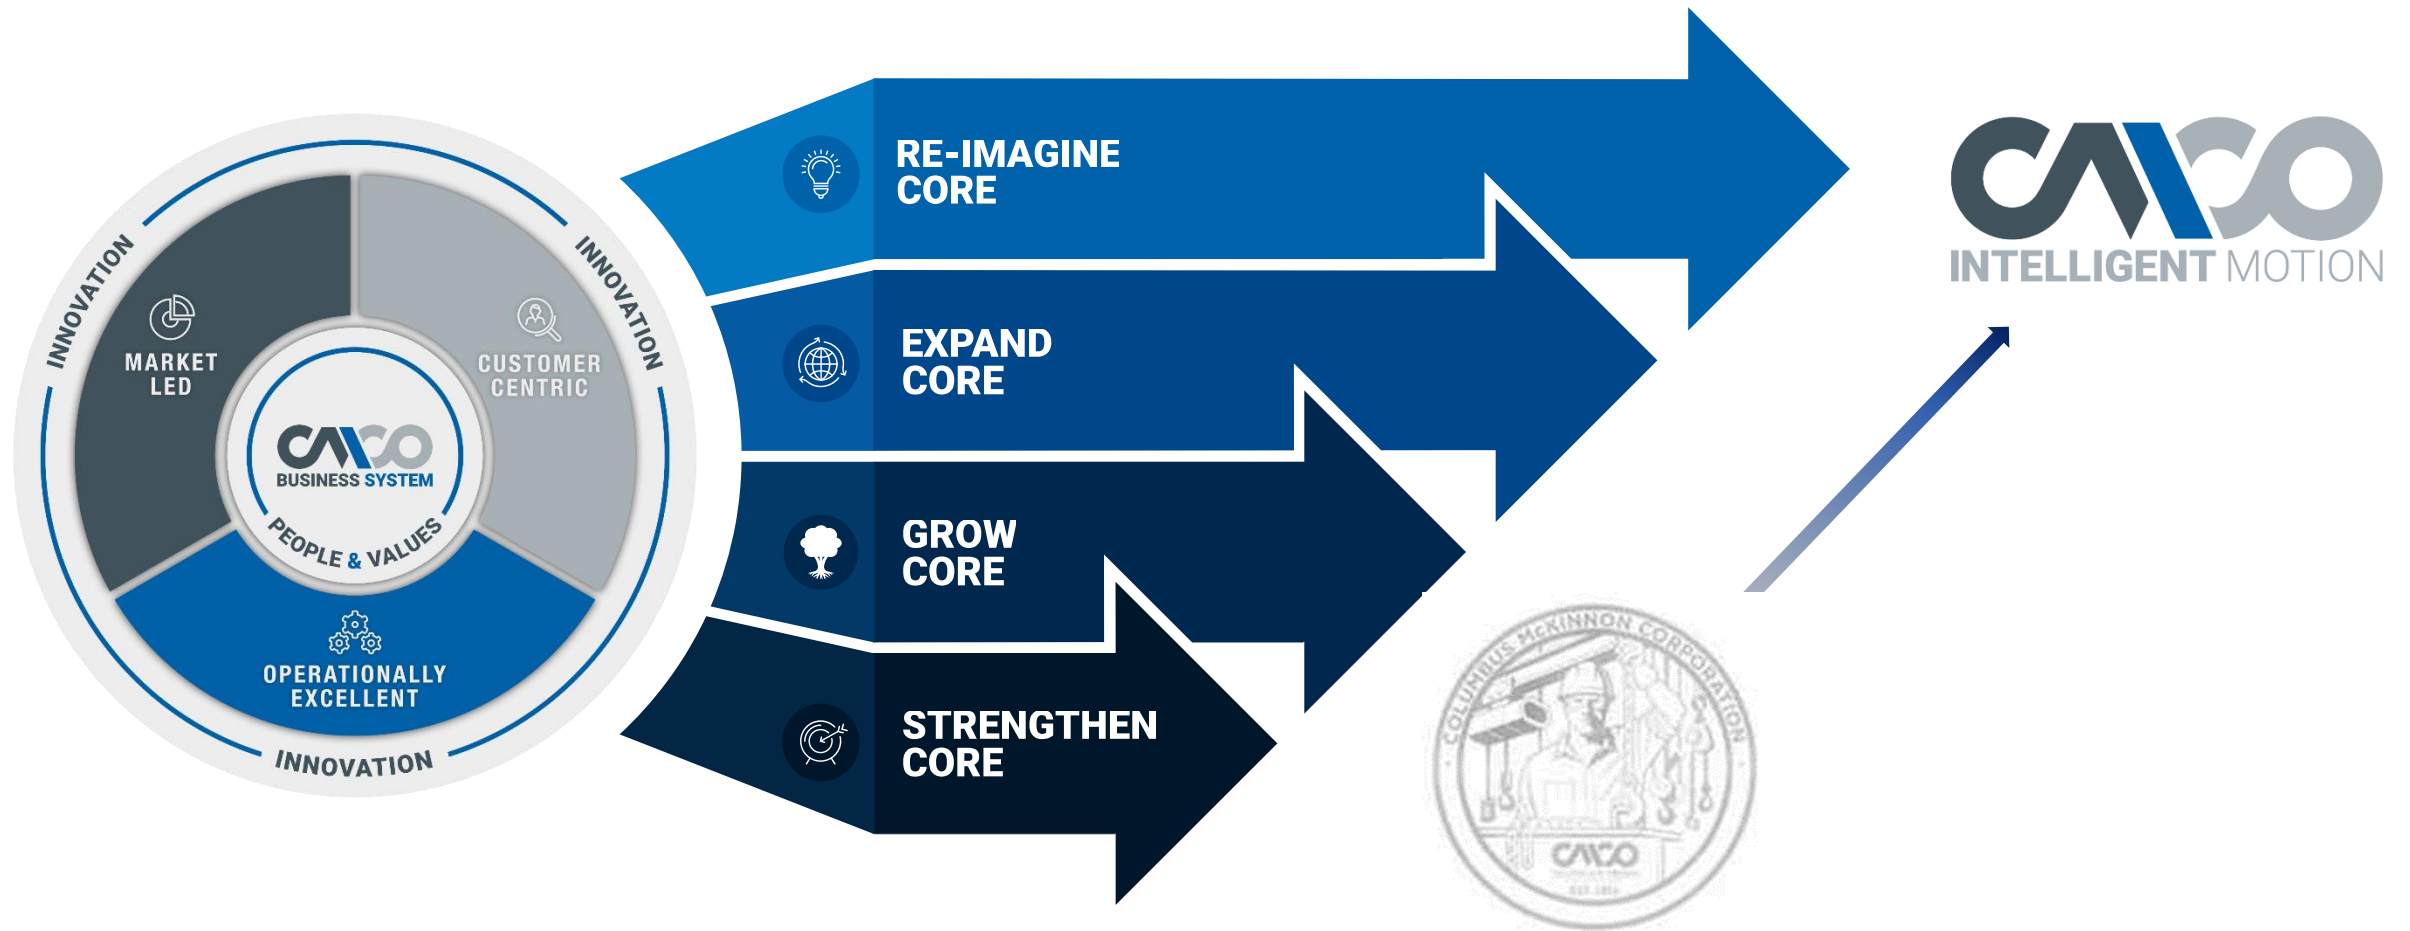 INNOVATION
INNOVATION
MARKET
LED
CUSTOMER
CENTRIC
CMCO
BUSINESS SYSTEM
PEOPLE & VALUES
OPERATIONALLY
EXCELLENT
INNOVATION
RE-IMAGINE
CORE
EXPAND
CORE
GROW
CORE
STRENGTHEN
CORE
CMCO
INTELLIGENT MOTION
COLUMBUS McKINNON CORPORATION
CMCO